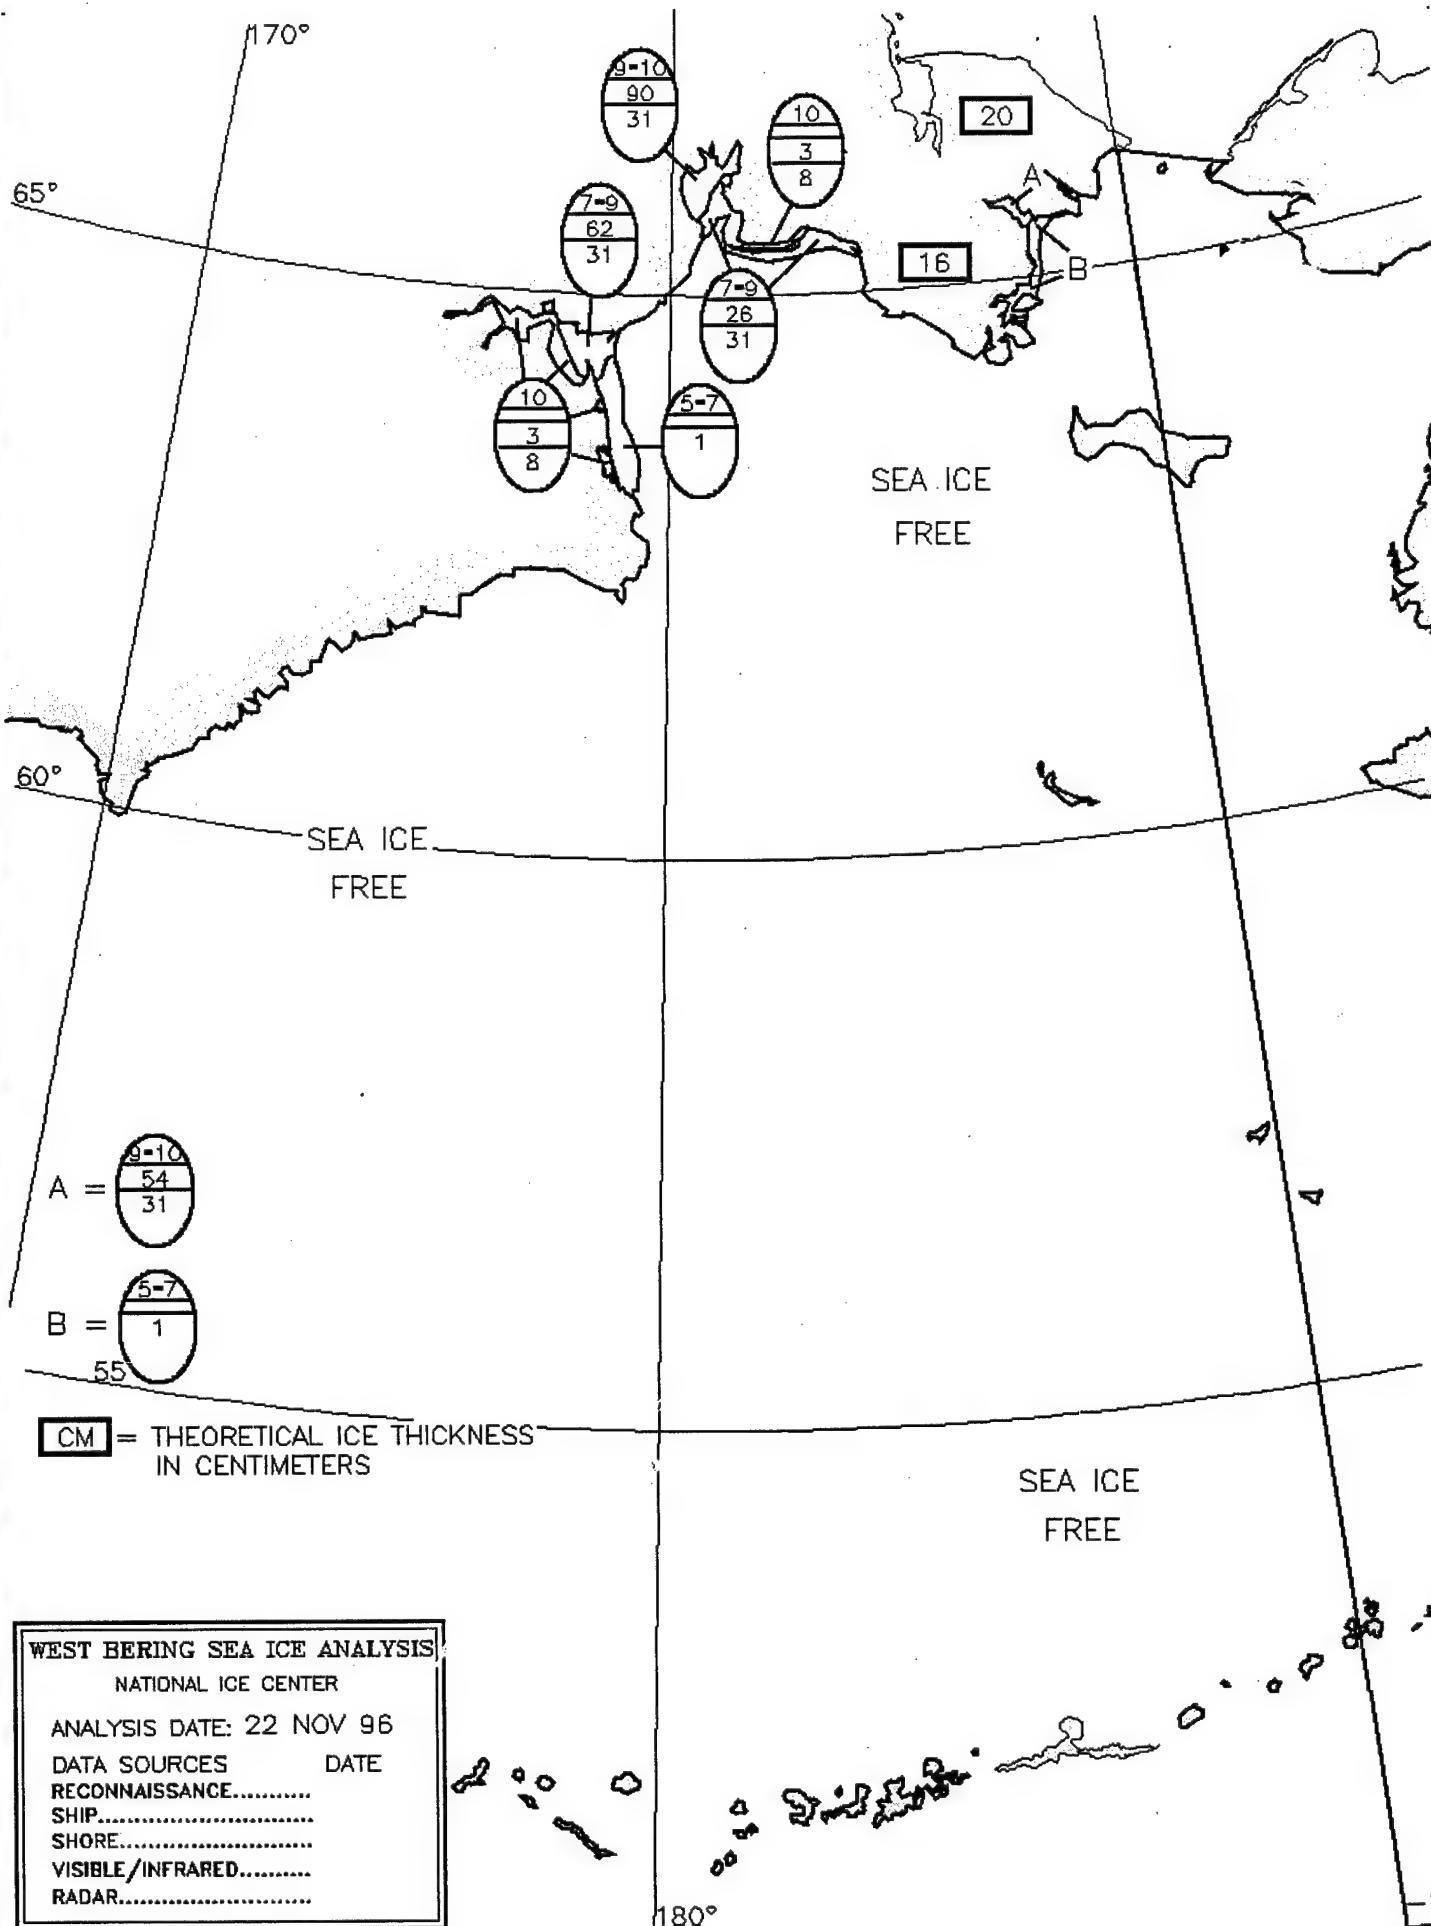 170°
9-10
90
31
10
3
8
20
65°
7-9
62
31
A
16
B
7-9
26
31
10
3
8
5-7
1
SEA ICE
FREE
60°
SEA ICE
FREE
A =
9-10
54
31
B =
5-7
1
55
CM = THEORETICAL ICE THICKNESS
IN CENTIMETERS
SEA ICE
FREE
WEST BERING SEA ICE ANALYSIS
NATIONAL ICE CENTER
ANALYSIS DATE: 22 NOV 96
DATA SOURCES DATE
RECONNAISSANCE..........
SHIP...........................
SHORE........................
VISIBLE/INFRARED.........
RADAR........................
180°